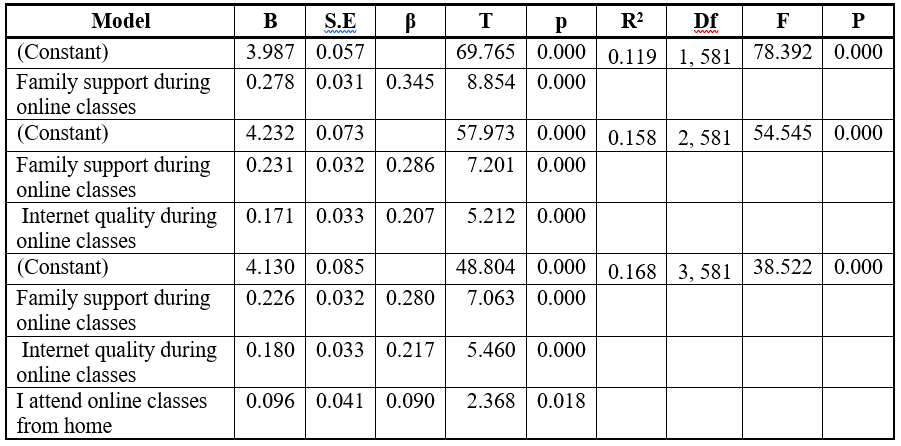 Model B S.E β T p R² Df F P
(Constant) 3.987 0.057 69.765 0.000 0.119 1, 581 78.392 0.000
Family support during 0.278 0.031 0.345 8.854 0.000
online classes
(Constant) 4.232 0.073 57.973 0.000 0.158 2, 581 54.545 0.000
Family support during 0.231 0.032 0.286 7.201 0.000
online classes
Internet quality during 0.171 0.033 0.207 5.212 0.000
online classes
(Constant) 4.130 0.085 48.804 0.000 0.168 3, 581 38.522 0.000
Family support during 0.226 0.032 0.280 7.063 0.000
online classes
Internet quality during 0.180 0.033 0.217 5.460 0.000
online classes
I attend online classes 0.096 0.041 0.090 2.368 0.018
from home